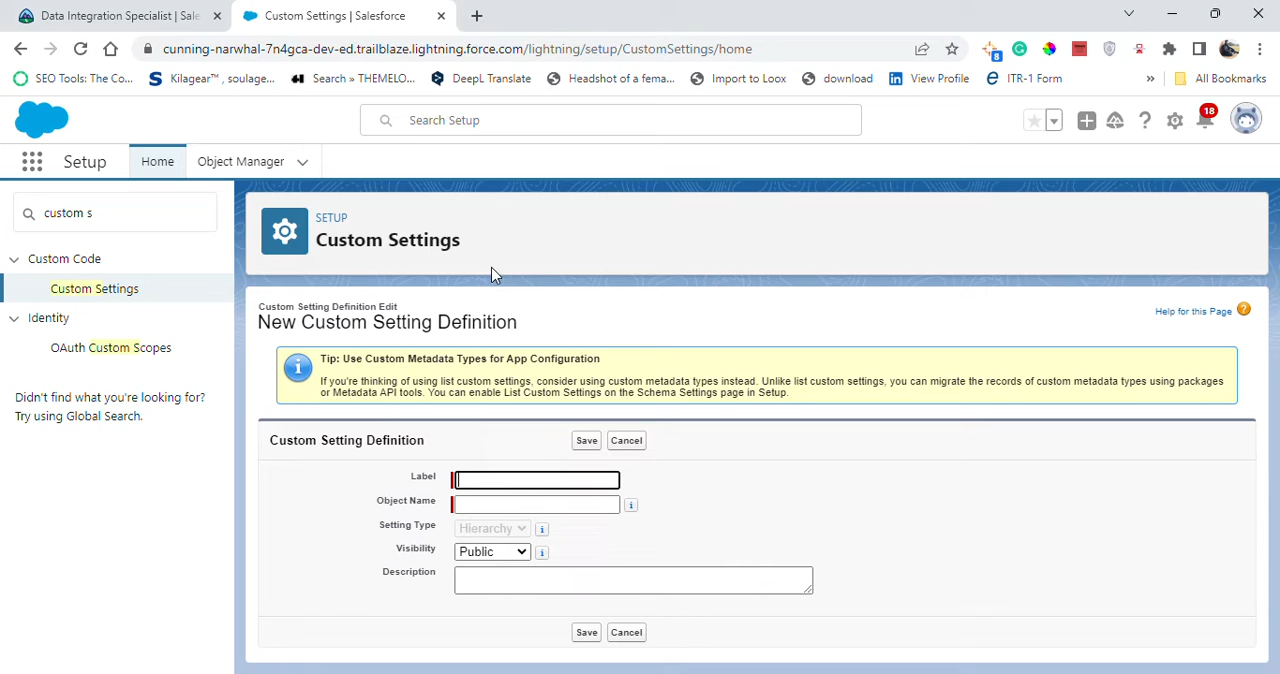 Data Integration Specialist | Sale
Custom Settings | Salesforce
cunning-narwhal-7n4gca-dev-ed.trailblaze.lightning.force.com/lightning/setup/CustomSettings/home
8
SEO Tools: The Co...
Kilagear™ , soulage...
Search » THEMELO...
DeepL Translate
Headshot of a fema...
Import to Loox
download
View Profile
ITR-1 Form
»
All Bookmarks
Search Setup
18
Setup
Home
Object Manager
custom s
Custom Code
Custom Settings
Identity
OAuth Custom Scopes
Didn't find what you're looking for?
Try using Global Search.
SETUP
Custom Settings
Custom Setting Definition Edit
New Custom Setting Definition
Help for this Page
Tip: Use Custom Metadata Types for App Configuration
If you're thinking of using list custom settings, consider using custom metadata types instead. Unlike list custom settings, you can migrate the records of custom metadata types using packages
or Metadata API tools. You can enable List Custom Settings on the Schema Settings page in Setup.
Custom Setting Definition
Save
Cancel
Label
Object Name
Setting Type
Hierarchy
Visibility
Public
Description
Save
Cancel